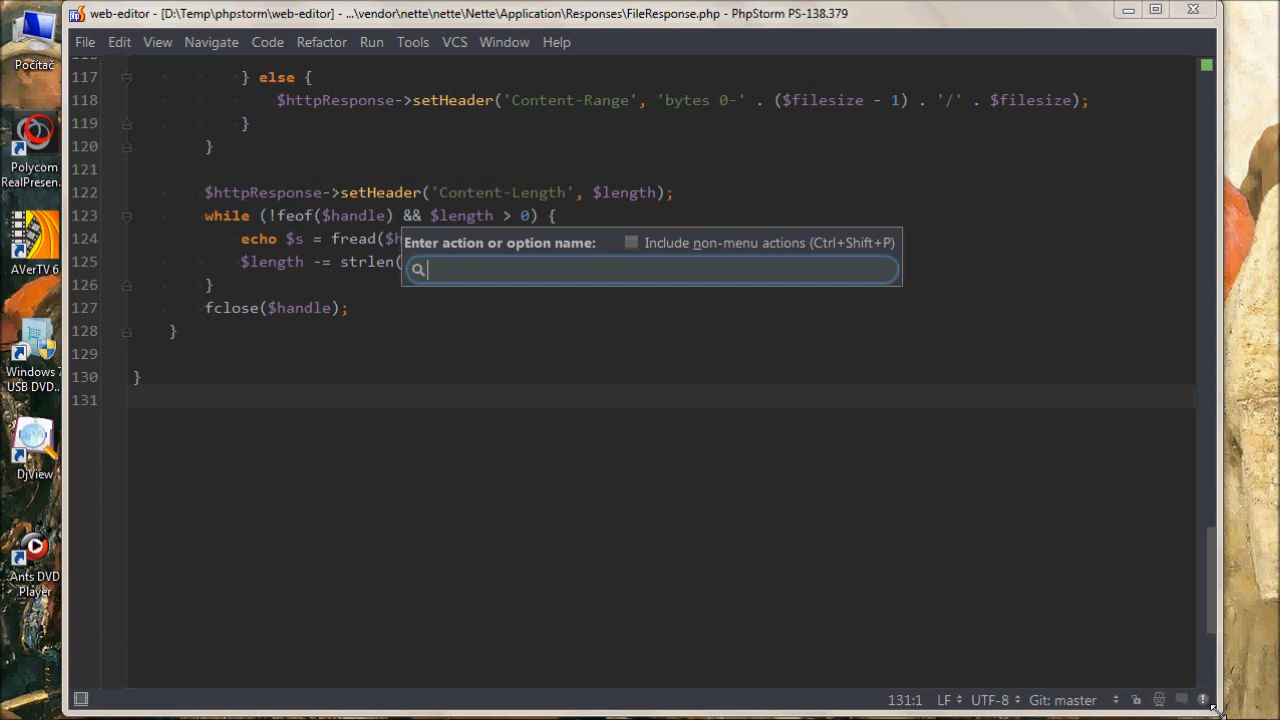 web-editor - [D:\Temp\phpstorm\web-editor] - ...\vendor\nette\nette\Nette\Application\Responses\FileResponse.php - PhpStorm PS-138.379
File Edit View Navigate Code Refactor Run Tools VCS Window Help
117 } else {
118 $httpResponse->setHeader('Content-Range', 'bytes 0-' . ($filesize - 1) . '/' . $filesize);
119 }
120 }
121
122 $httpResponse->setHeader('Content-Length', $length);
123 while (!feof($handle) && $length > 0) {
124 echo $s = fread($h
125 $length -= strlen(
126 }
127 fclose($handle);
128 }
129
130 }
131
Enter action or option name: Include non-menu actions (Ctrl+Shift+P)
131:1 LF UTF-8 Git: master
Počítač
Polycom
RealPresen...
AVerTV 6
Windows 7
USB DVD...
DjView
Ants DVD
Player